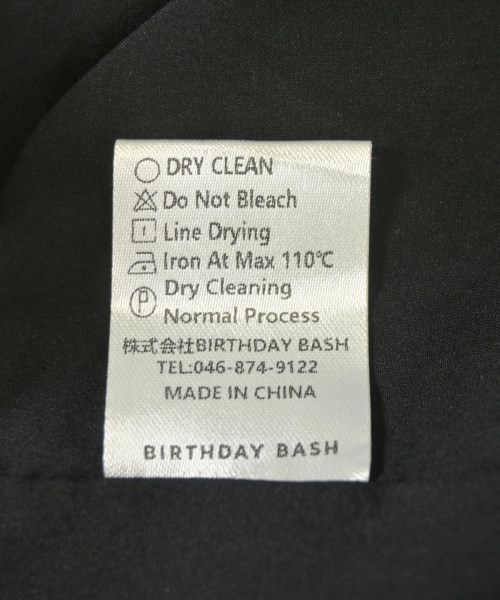 DRY CLEAN
Do Not Bleach
Line Drying
Iron At Max 110℃
P Dry Cleaning
Normal Process
株式会社BIRTHDAY BASH
TEL:046-874-9122
MADE IN CHINA
BIRTHDAY BASH